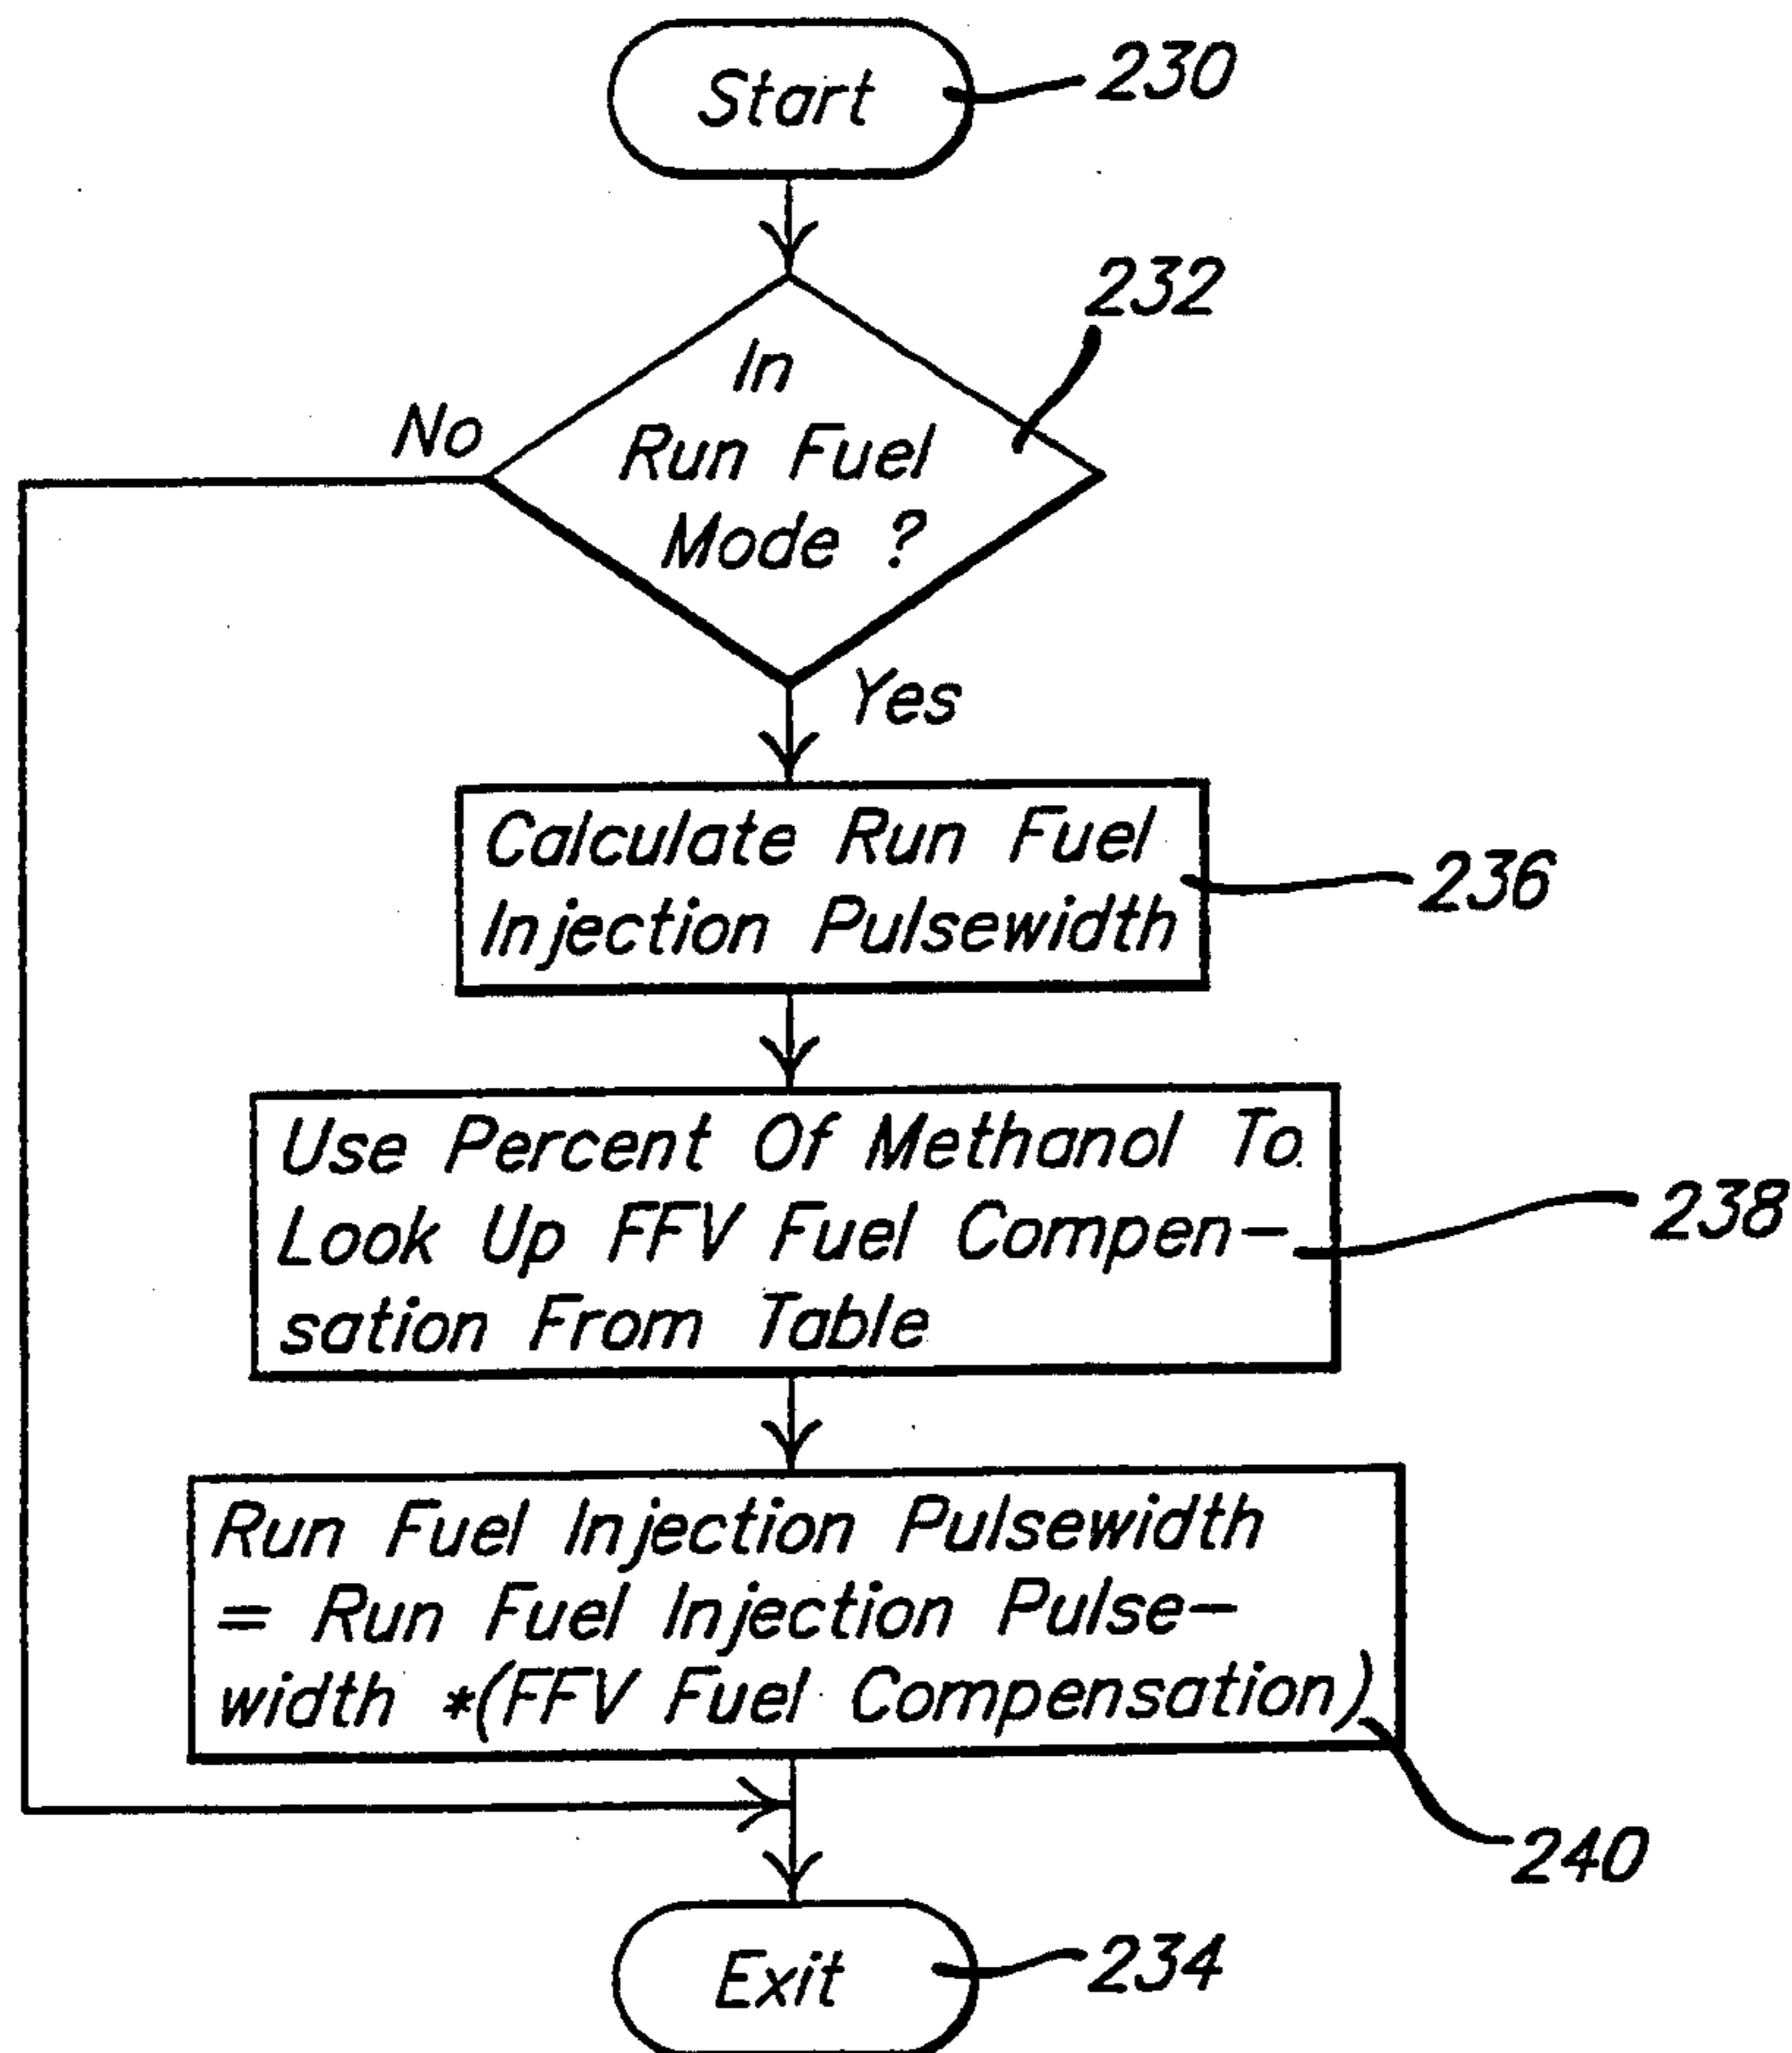 Start
230
232
In
Run Fuel
Mode ?
No
Yes
Calculate Run Fuel
Injection Pulsewidth
236
Use Percent Of Methanol To
Look Up FFV Fuel Compen-
sation From Table
238
Run Fuel Injection Pulsewidth
= Run Fuel Injection Pulse-
width *(FFV Fuel Compensation)
240
Exit
234